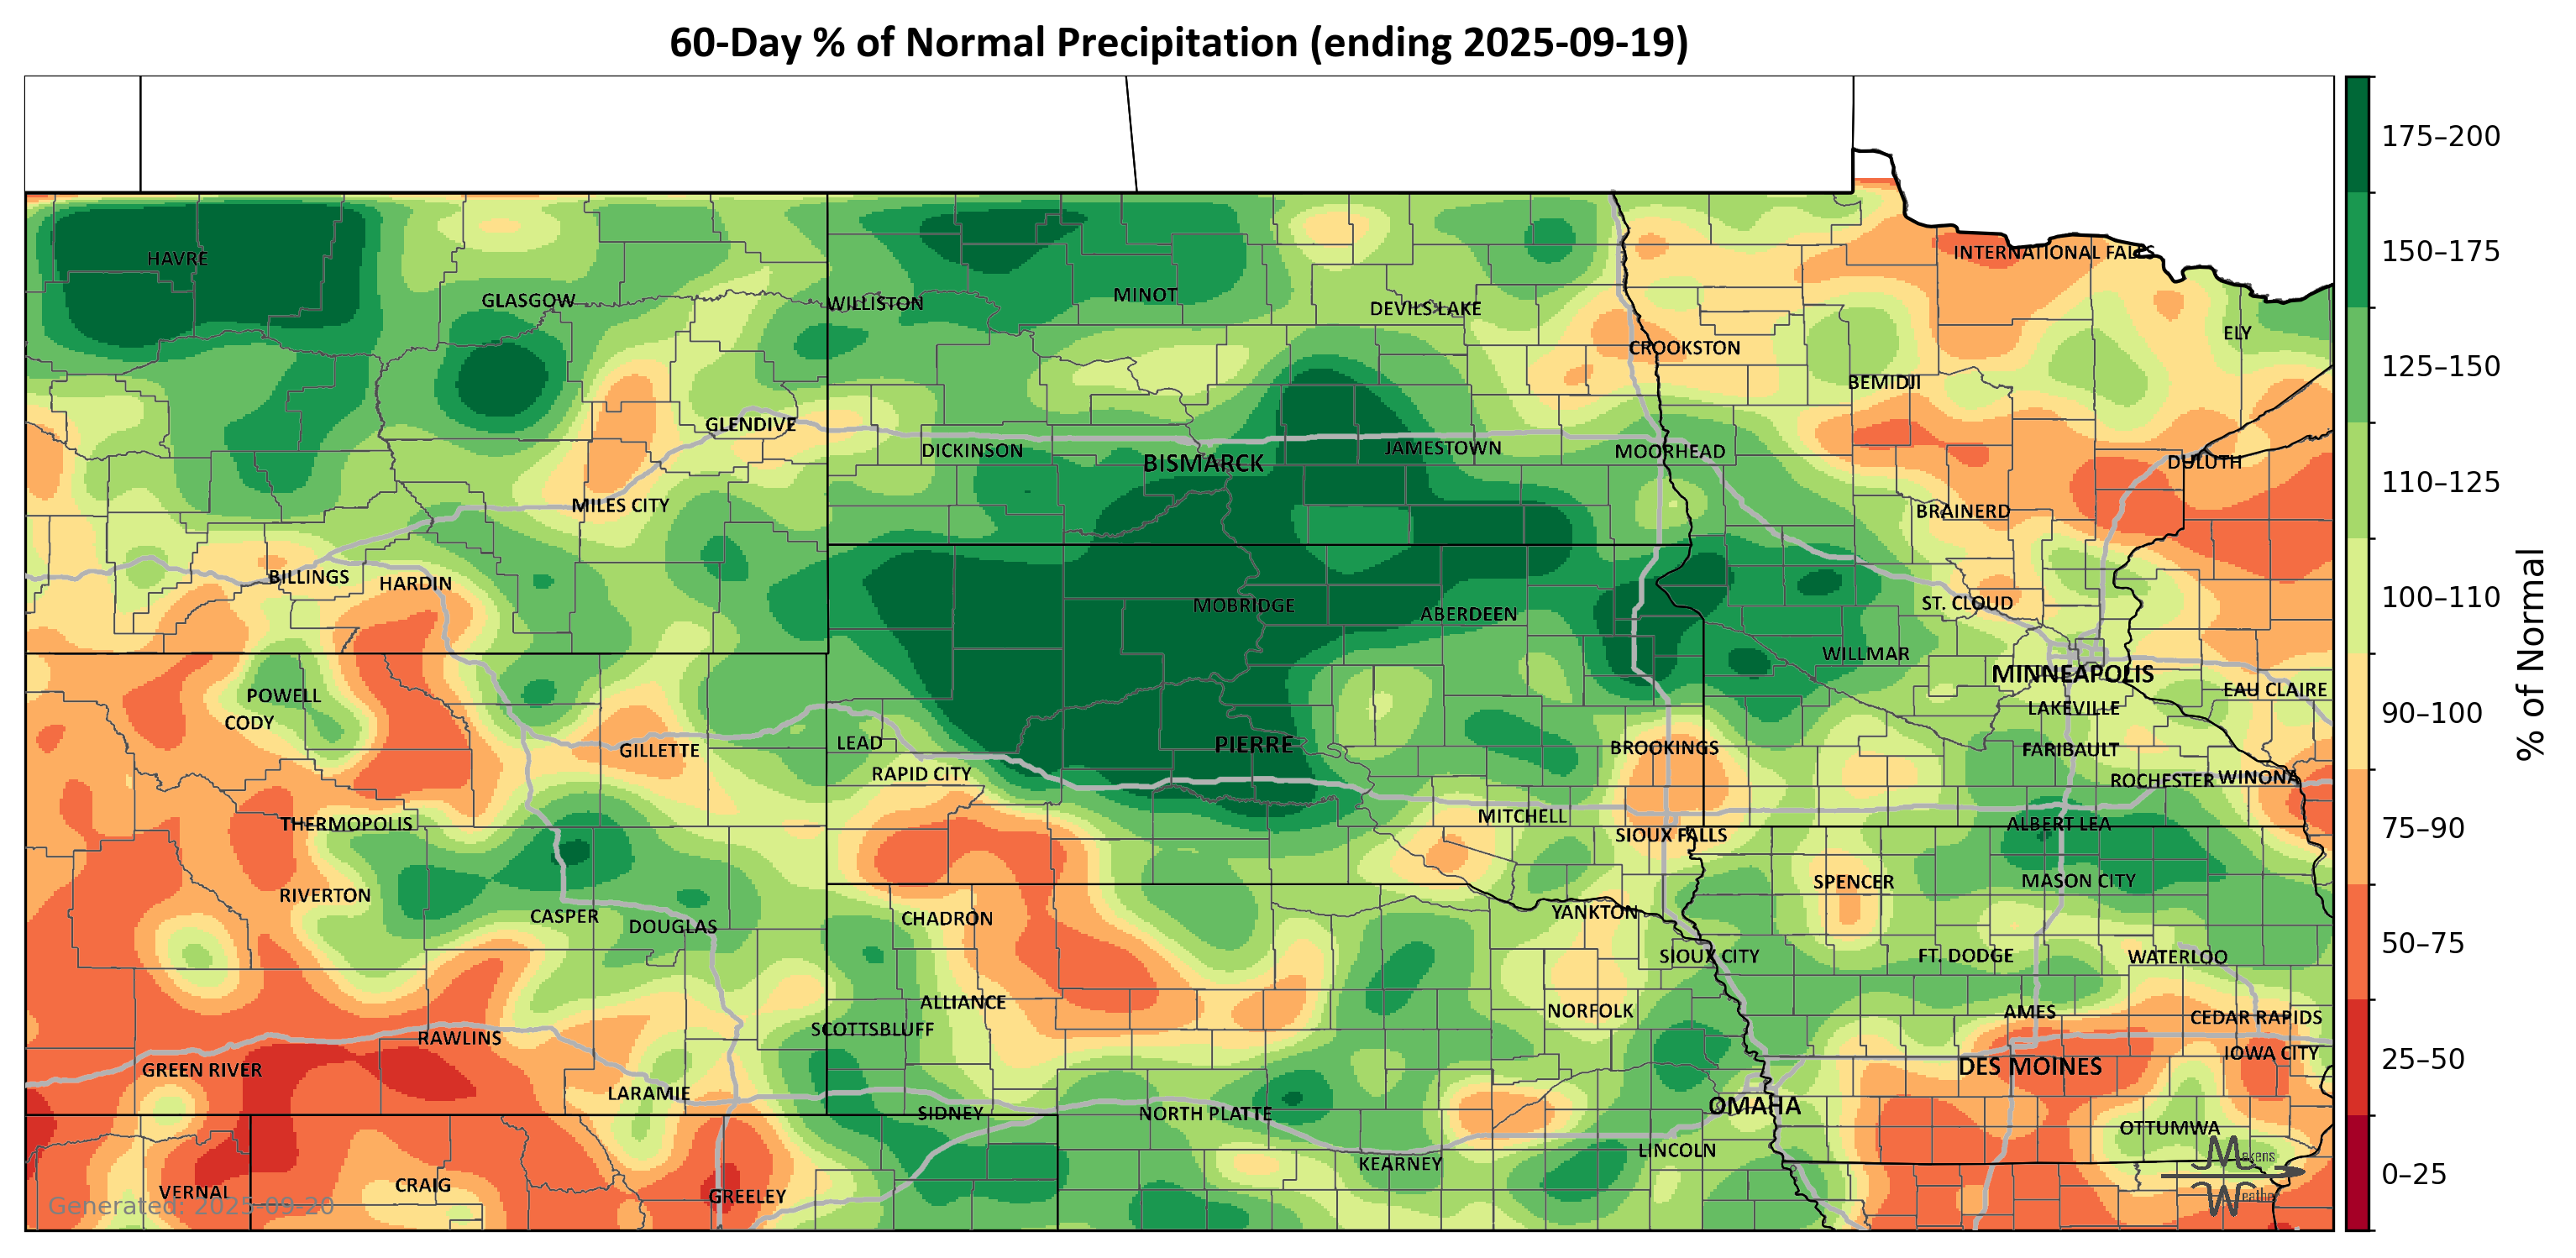 60-Day % of Normal Precipitation (ending 2025-09-19)
175–200
150–175
125–150
110–125
100–110
90–100
75–90
50–75
25–50
0–25
% of Normal
HAVRE
GLASGOW
WILLISTON
MINOT
DEVILS LAKE
CROOKSTON
INTERNATIONAL FALLS
ELY
BEMIDJI
GLENDIVE
DICKINSON
BISMARCK
JAMESTOWN
MOORHEAD
DULUTH
MILES CITY
BRAINERD
BILLINGS
HARDIN
MOBRIDGE
ABERDEEN
ST. CLOUD
WILLMAR
MINNEAPOLIS
EAU CLAIRE
POWELL
CODY
LAKEVILLE
GILLETTE
LEAD
PIERRE
BROOKINGS
FARIBAULT
RAPID CITY
ROCHESTER
WINONA
THERMOPOLIS
MITCHELL
SIOUX FALLS
ALBERT LEA
RIVERTON
SPENCER
MASON CITY
CASPER
DOUGLAS
CHADRON
YANKTON
SIOUX CITY
FT. DODGE
WATERLOO
ALLIANCE
NORFOLK
AMES
CEDAR RAPIDS
SCOTTSBLUFF
RAWLINS
IOWA CITY
GREEN RIVER
DES MOINES
LARAMIE
SIDNEY
NORTH PLATTE
OMAHA
OTTUMWA
LINCOLN
KEARNEY
VERNAL
CRAIG
GREELEY
Makens
Weather
Generated: 2025-09-20